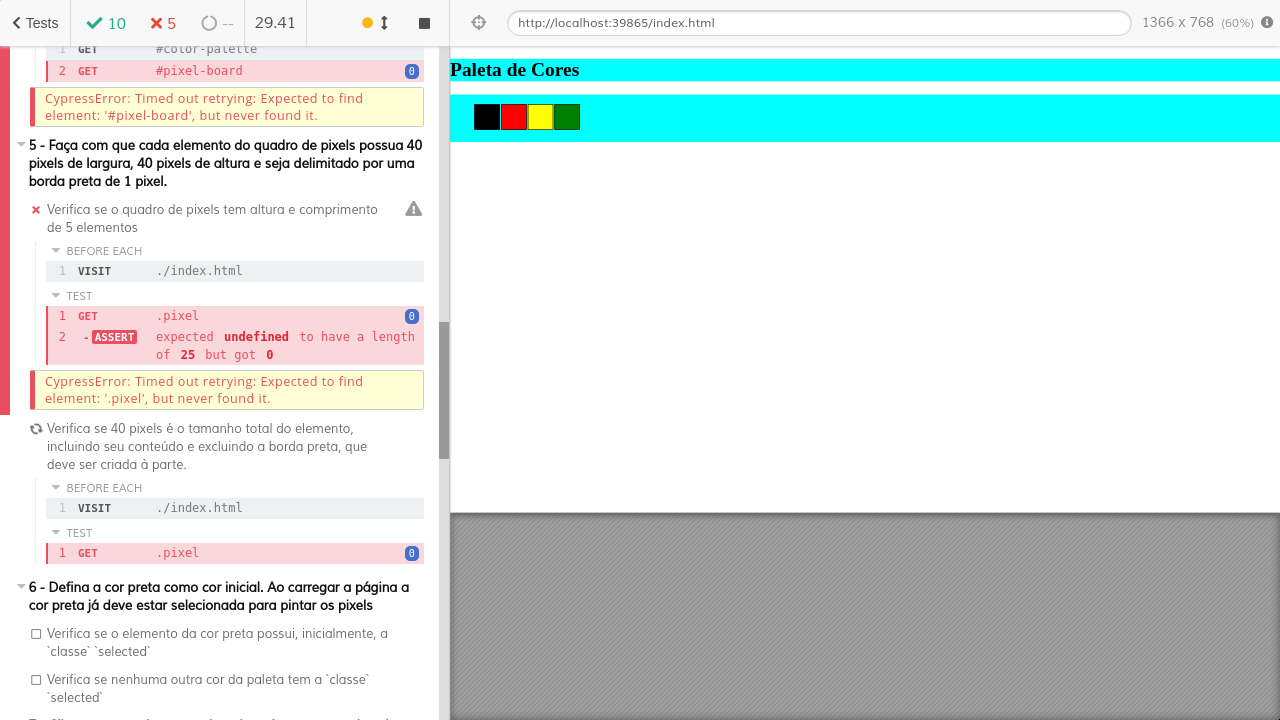 Tests 10 5 -- 29.41 http://localhost:39865/index.html 1366 x 768 (60%)
1 GET #color-palette
2 GET #pixel-board 0
CypressError: Timed out retrying: Expected to find
element: '#pixel-board', but never found it.
5 - Faça com que cada elemento do quadro de pixels possua 40
pixels de largura, 40 pixels de altura e seja delimitado por uma
borda preta de 1 pixel.
Verifica se o quadro de pixels tem altura e comprimento
de 5 elementos
BEFORE EACH
1 VISIT ./index.html
TEST
1 GET .pixel 0
2 -ASSERT expected undefined to have a length
of 25 but got 0
CypressError: Timed out retrying: Expected to find
element: '.pixel', but never found it.
Verifica se 40 pixels é o tamanho total do elemento,
incluindo seu conteúdo e excluindo a borda preta, que
deve ser criada à parte.
BEFORE EACH
1 VISIT ./index.html
TEST
1 GET .pixel 0
6 - Defina a cor preta como cor inicial. Ao carregar a página a
cor preta já deve estar selecionada para pintar os pixels
Verifica se o elemento da cor preta possui, inicialmente, a
`classe` `selected`
Verifica se nenhuma outra cor da paleta tem a `classe`
`selected`
Paleta de Cores